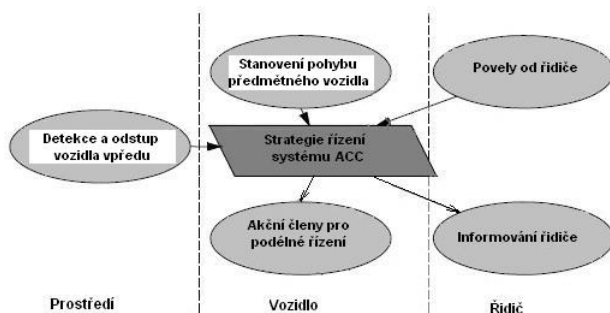 Stanovení pohybu
předmětného vozidla
Povely od řidiče
Detekce a odstup
vozidla vpředu
Strategie řízení
systému ACC
Akční členy pro
podélné řízení
Informování řidiče
Prostředí
Vozidlo
Řidič